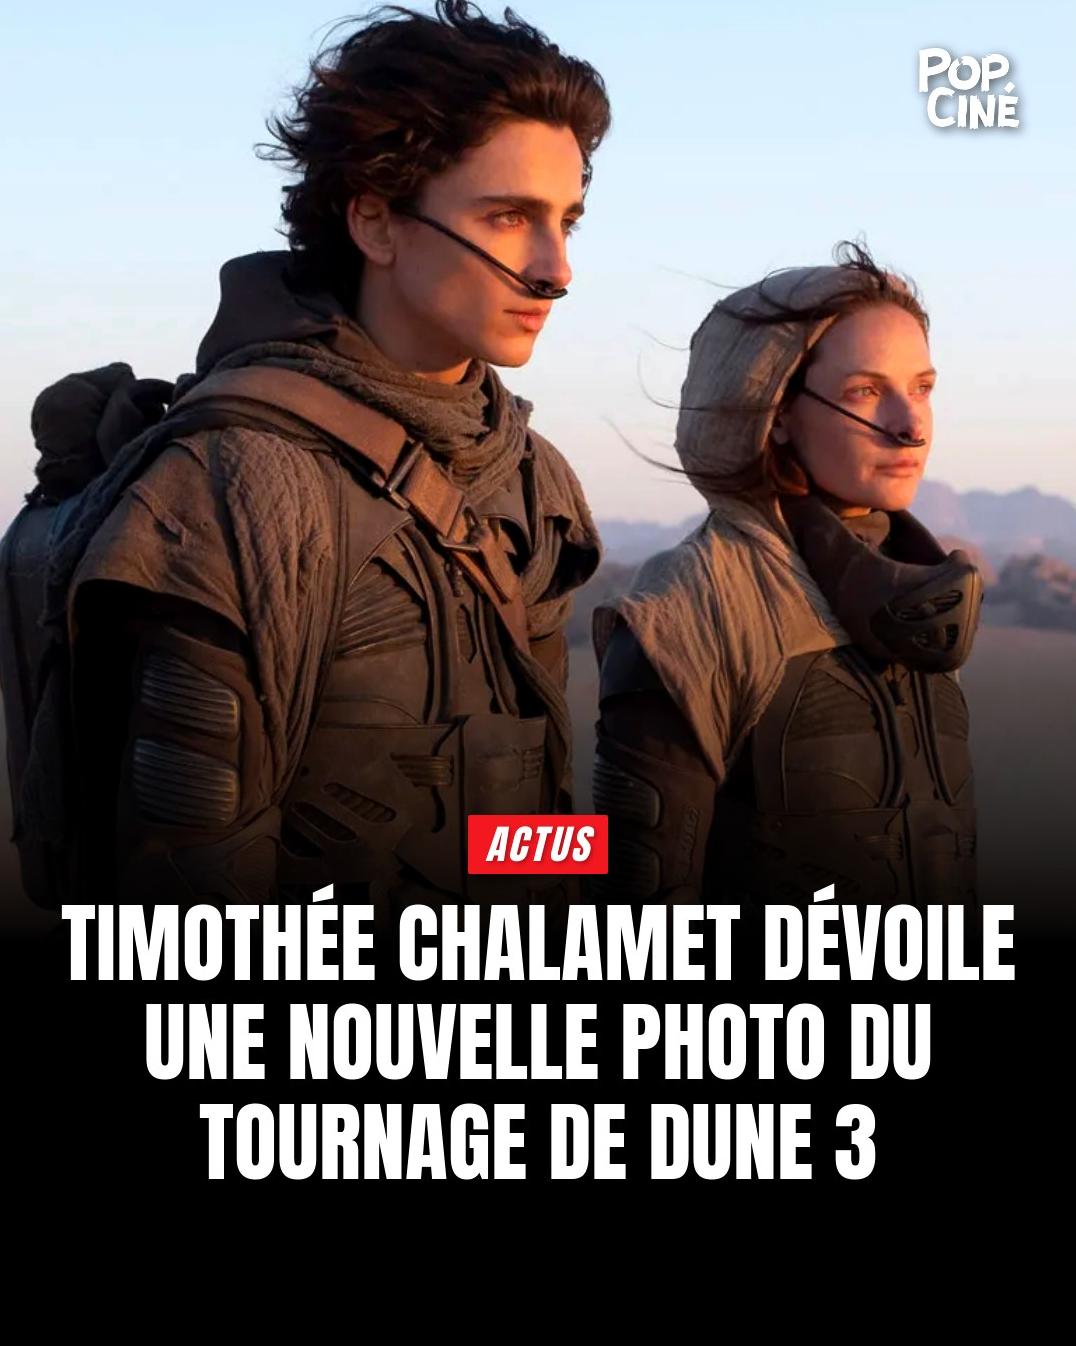 POP
CINÉ
ACTUS
TIMOTHÉE CHALAMET DÉVOILE
UNE NOUVELLE PHOTO DU
TOURNAGE DE DUNE 3